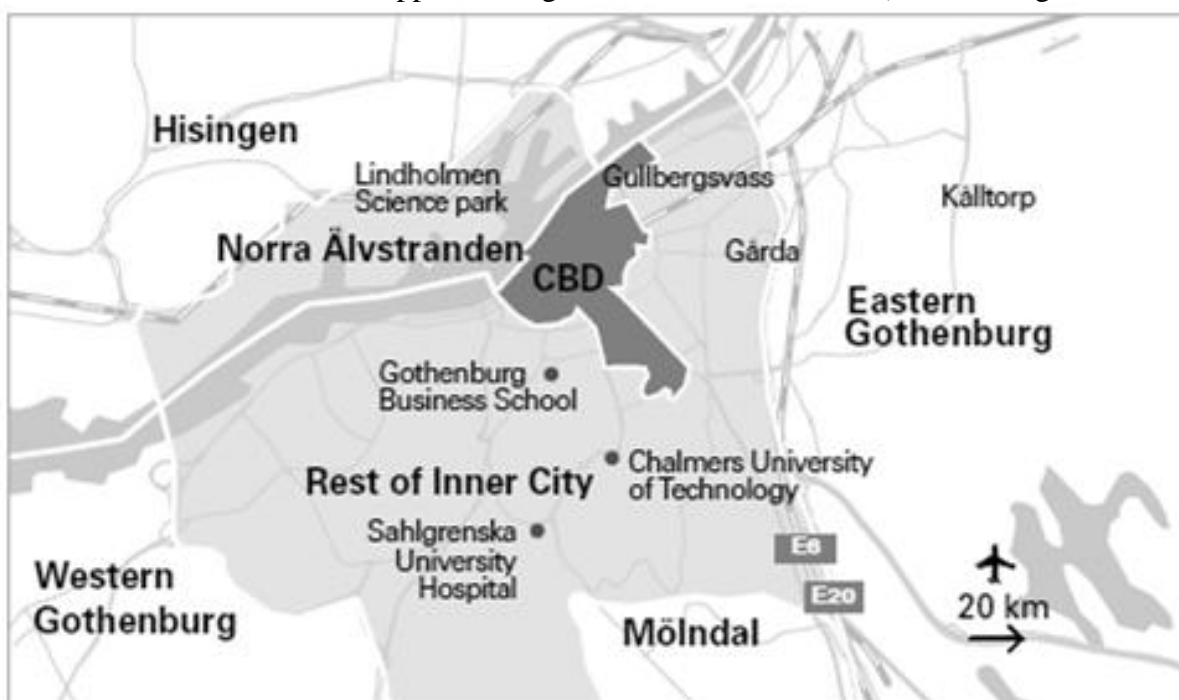 Hisingen
Lindholmen
Science park
Gullbergsvass
Kålltorp
Norra Älvstranden
Gårda
CBD
Eastern
Gothenburg
Gothenburg
Business School
Rest of Inner City
Chalmers University
of Technology
Sahlgrenska
University
Hospital
E6
Western
Gothenburg
E20
20 km
Mölndal